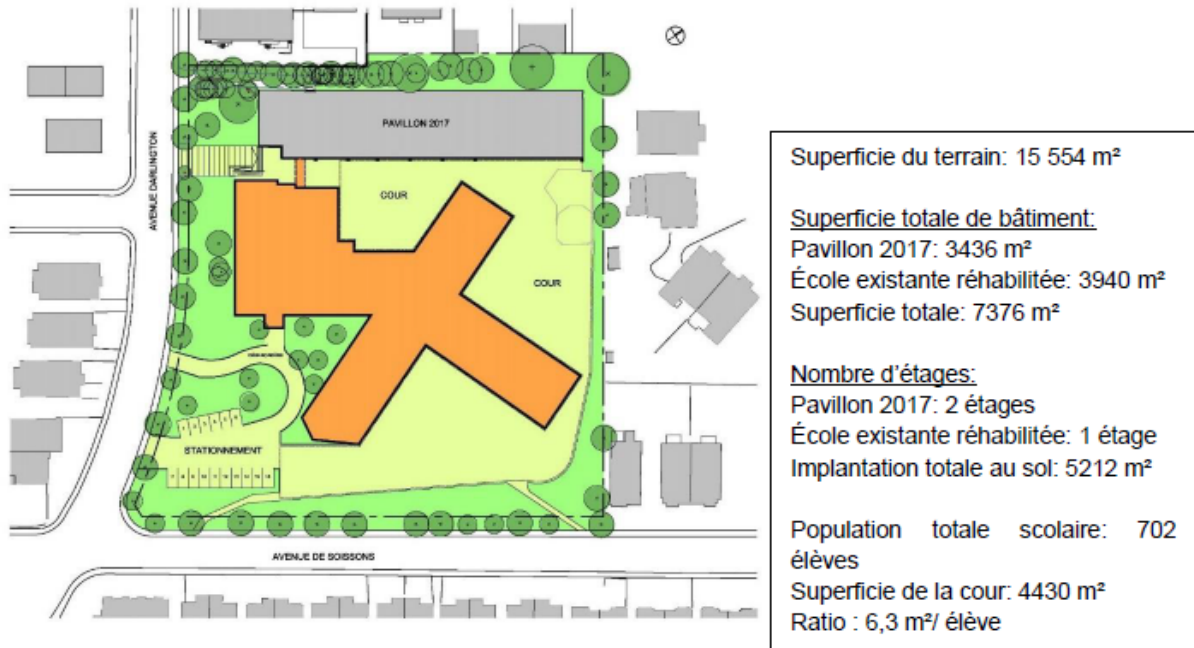 PAVILLON 2017
AVENUE DARLINGTON
COUR
COUR
STATIONNEMENT
AVENUE DE SOISSONS
Superficie du terrain: 15 554 m²
Superficie totale de bâtiment:
Pavillon 2017: 3436 m²
École existante réhabilitée: 3940 m²
Superficie totale: 7376 m²
Nombre d'étages:
Pavillon 2017: 2 étages
École existante réhabilitée: 1 étage
Implantation totale au sol: 5212 m²
Population totale scolaire: 702
élèves
Superficie de la cour: 4430 m²
Ratio : 6,3 m²/ élève